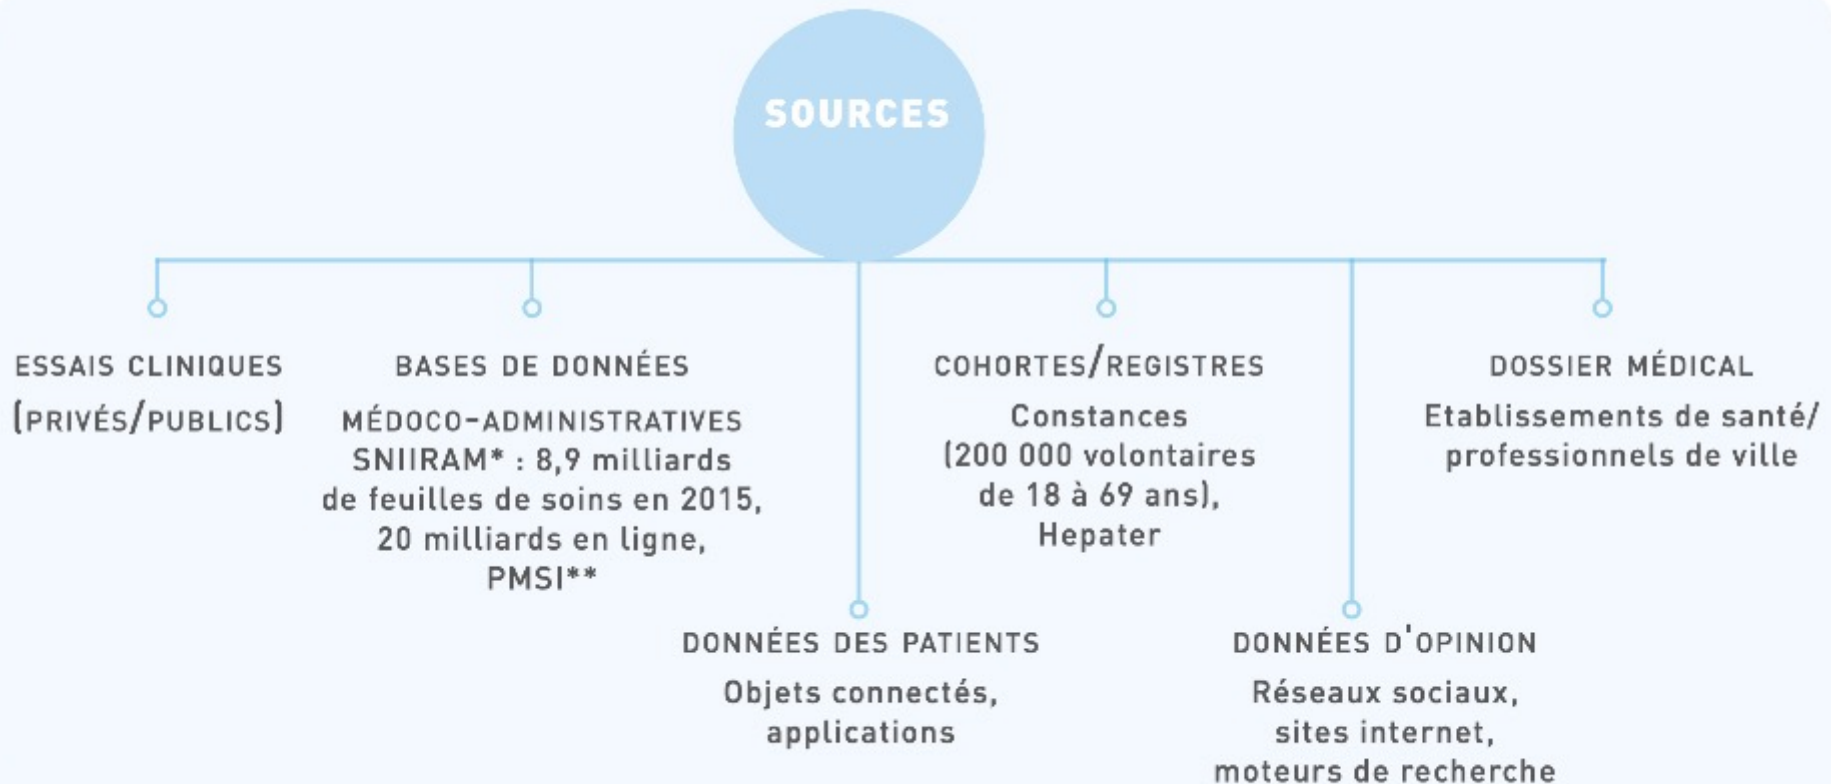 SOURCES
ESSAIS CLINIQUES
(PRIVÉS/PUBLICS)
BASES DE DONNÉES
MÉDOCO-ADMINISTRATIVES
SNIIRAM* : 8,9 milliards
de feuilles de soins en 2015,
20 milliards en ligne,
PMSI**
DONNÉES DES PATIENTS
Objets connectés,
applications
COHORTES/REGISTRES
Constances
(200 000 volontaires
de 18 à 69 ans),
Hepater
DONNÉES D'OPINION
Réseaux sociaux,
sites internet,
moteurs de recherche
DOSSIER MÉDICAL
Etablissements de santé/
professionnels de ville